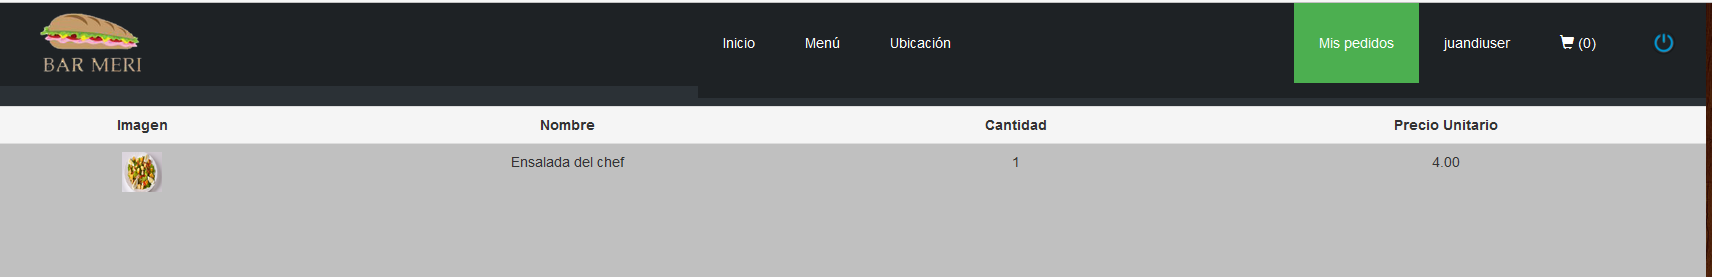 BAR MERI
Inicio Menú Ubicación Mis pedidos juandiuser (0)
Imagen Nombre Cantidad Precio Unitario
Ensalada del chef 1 4.00